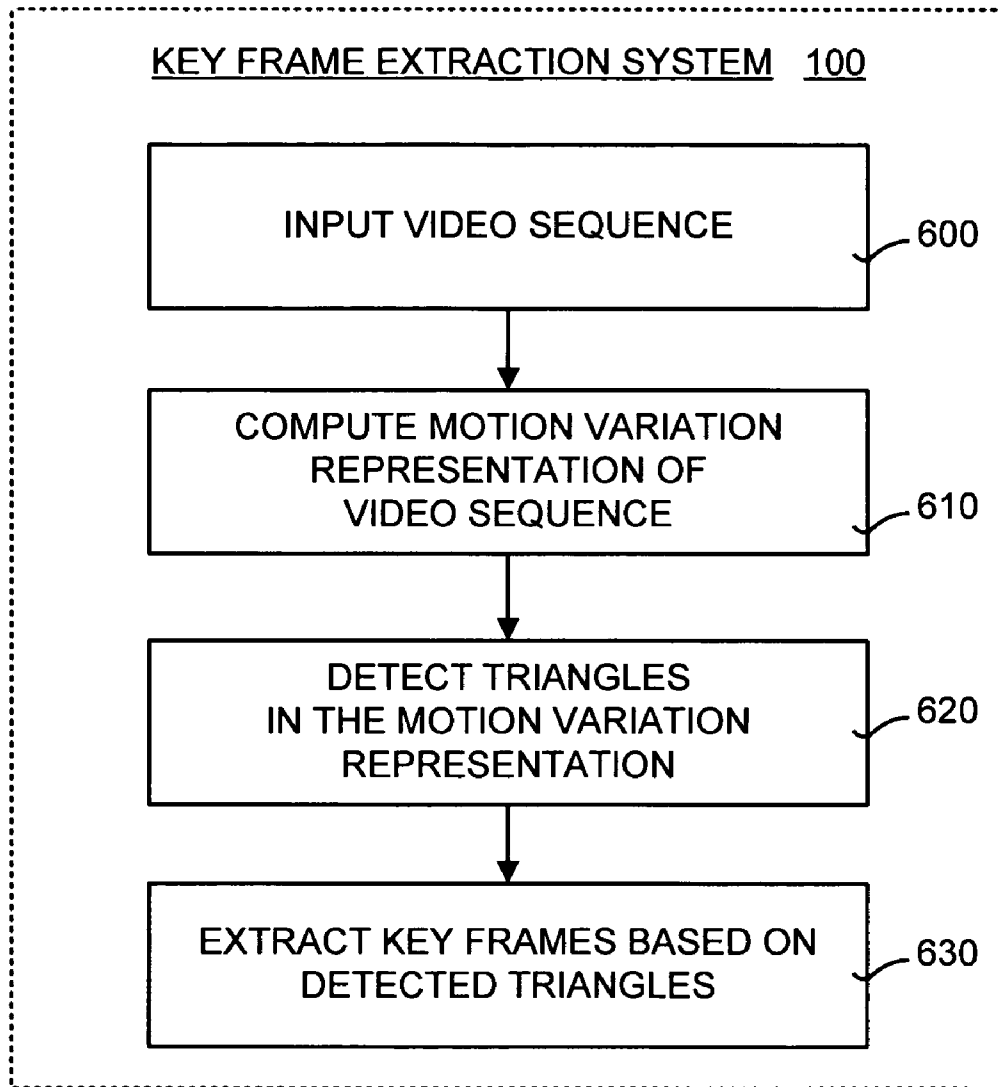 KEY FRAME EXTRACTION SYSTEM 100
INPUT VIDEO SEQUENCE
600
COMPUTE MOTION VARIATION
REPRESENTATION OF
VIDEO SEQUENCE
610
DETECT TRIANGLES
IN THE MOTION VARIATION
REPRESENTATION
620
EXTRACT KEY FRAMES BASED ON
DETECTED TRIANGLES
630